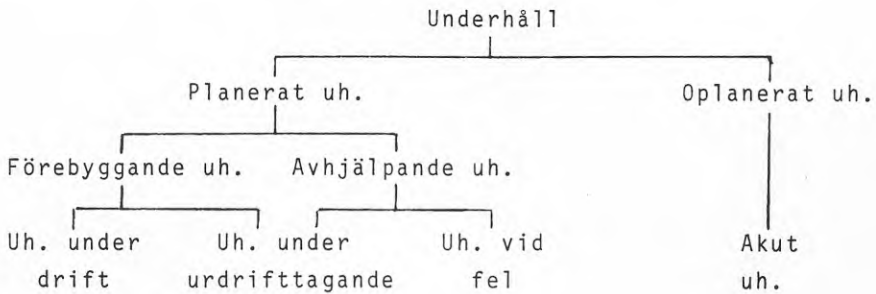 Underhåll
Planerat uh. Oplanerat uh.
Förebyggande uh. Avhjälpande uh.
Uh. under Uh. under Uh. vid Akut
drift urdrifttagande fel uh.